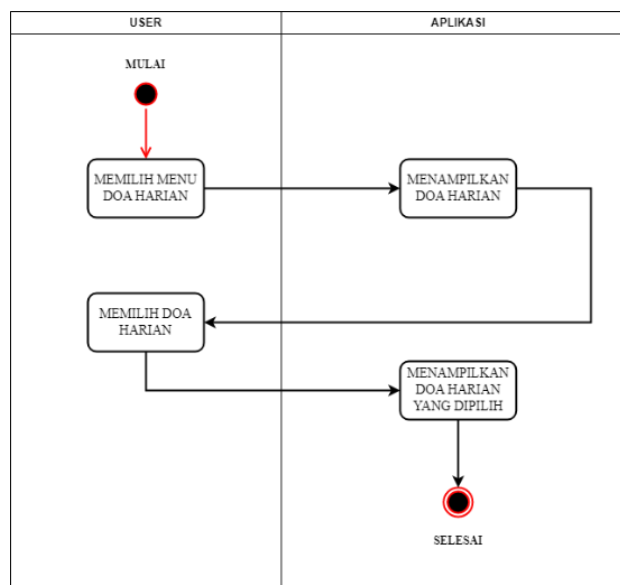 USER
APLIKASI
MULAI
MEMILIH MENU
DOA HARIAN
MENAMPILKAN
DOA HARIAN
MEMILIH DOA
HARIAN
MENAMPILKAN
DOA HARIAN
YANG DIPILIH
SELESAI